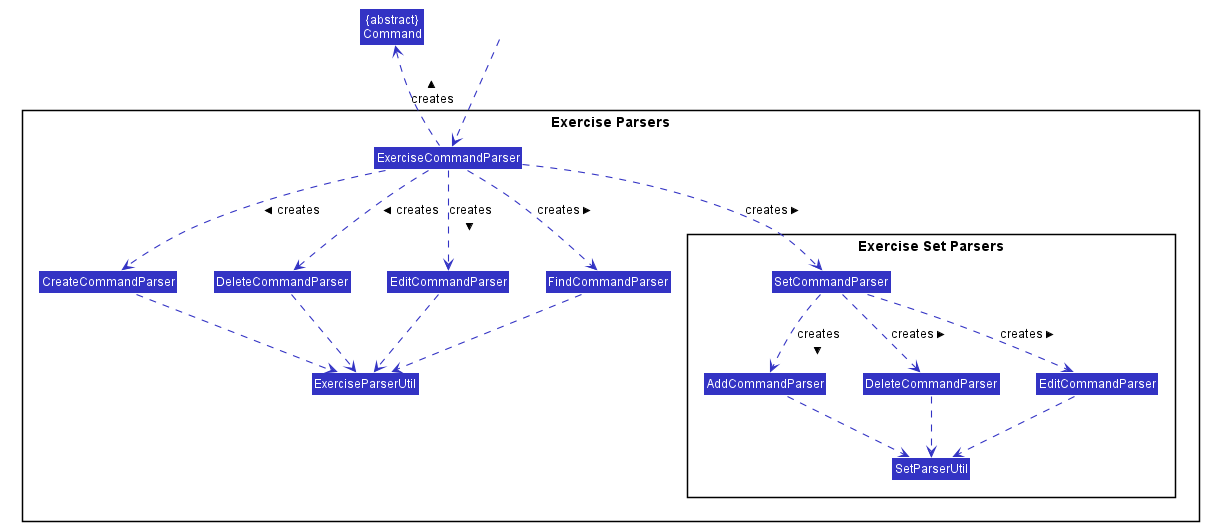 {abstract}
Command
creates
Exercise Parsers
ExerciseCommandParser
creates
creates
creates
creates
creates
Exercise Set Parsers
CreateCommandParser
DeleteCommandParser
EditCommandParser
FindCommandParser
SetCommandParser
creates
creates
creates
ExerciseParserUtil
AddCommandParser
DeleteCommandParser
EditCommandParser
SetParserUtil